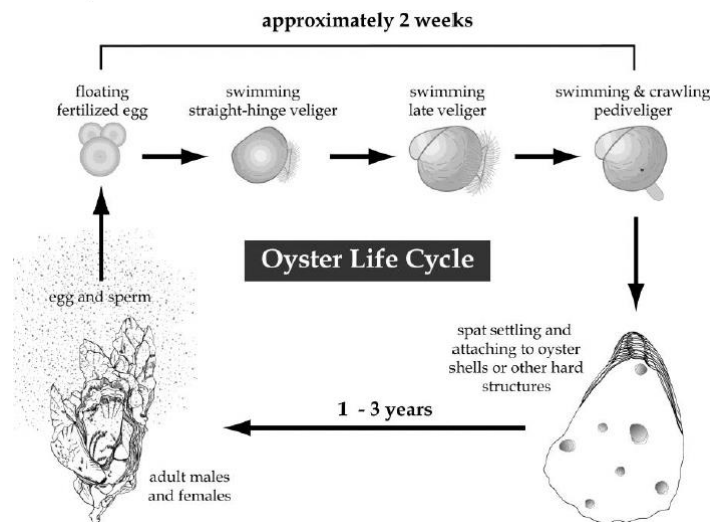 approximately 2 weeks
floating
fertilized egg
swimming
straight-hinge veliger
swimming
late veliger
swimming & crawling
pediveliger
Oyster Life Cycle
egg and sperm
spat settling and
attaching to oyster
shells or other hard
structures
1 - 3 years
adult males
and females